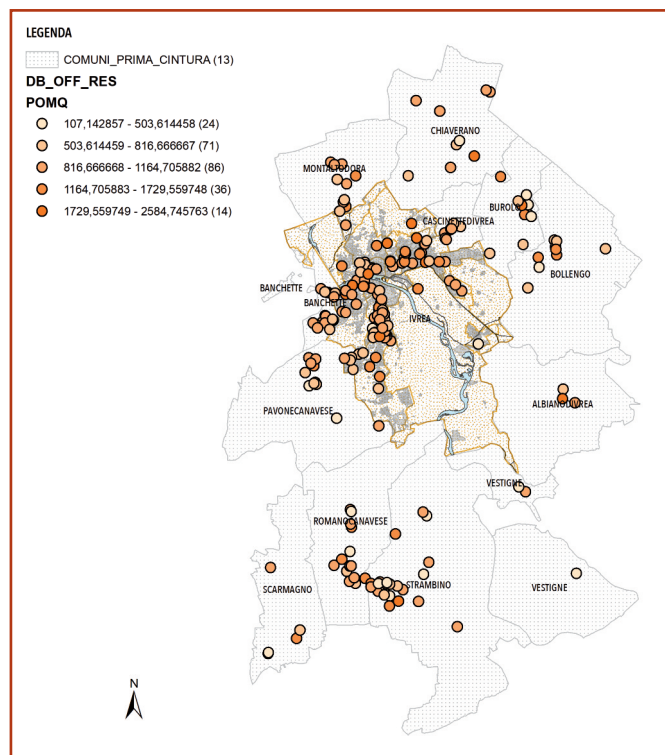 LEGENDA
COMUNI_PRIMA_CINTURA (13)
DB_OFF_RES
POMQ
107,142857 - 503,614458 (24)
503,614459 - 816,666667 (71)
816,666668 - 1164,705882 (86)
1164,705883 - 1729,559748 (36)
1729,559749 - 2584,745763 (14)
CHIAVERANO
MONTALTODORA
BUROLO
CASCINETTEDIVREA
BOLLENGO
BANCHETTE
BANCHETTE
IVREA
PAVONECANAVESE
ALBIANODIVREA
VESTIGNE
ROMANOCANAVESE
STRAMBINO
SCARMAGNO
VESTIGNE
N